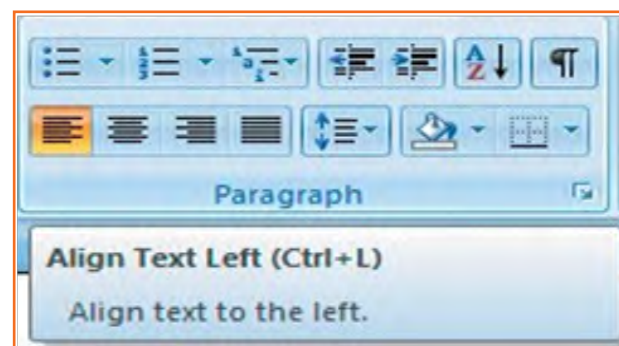 Paragraph
Align Text Left (Ctrl+L)
Align text to the left.